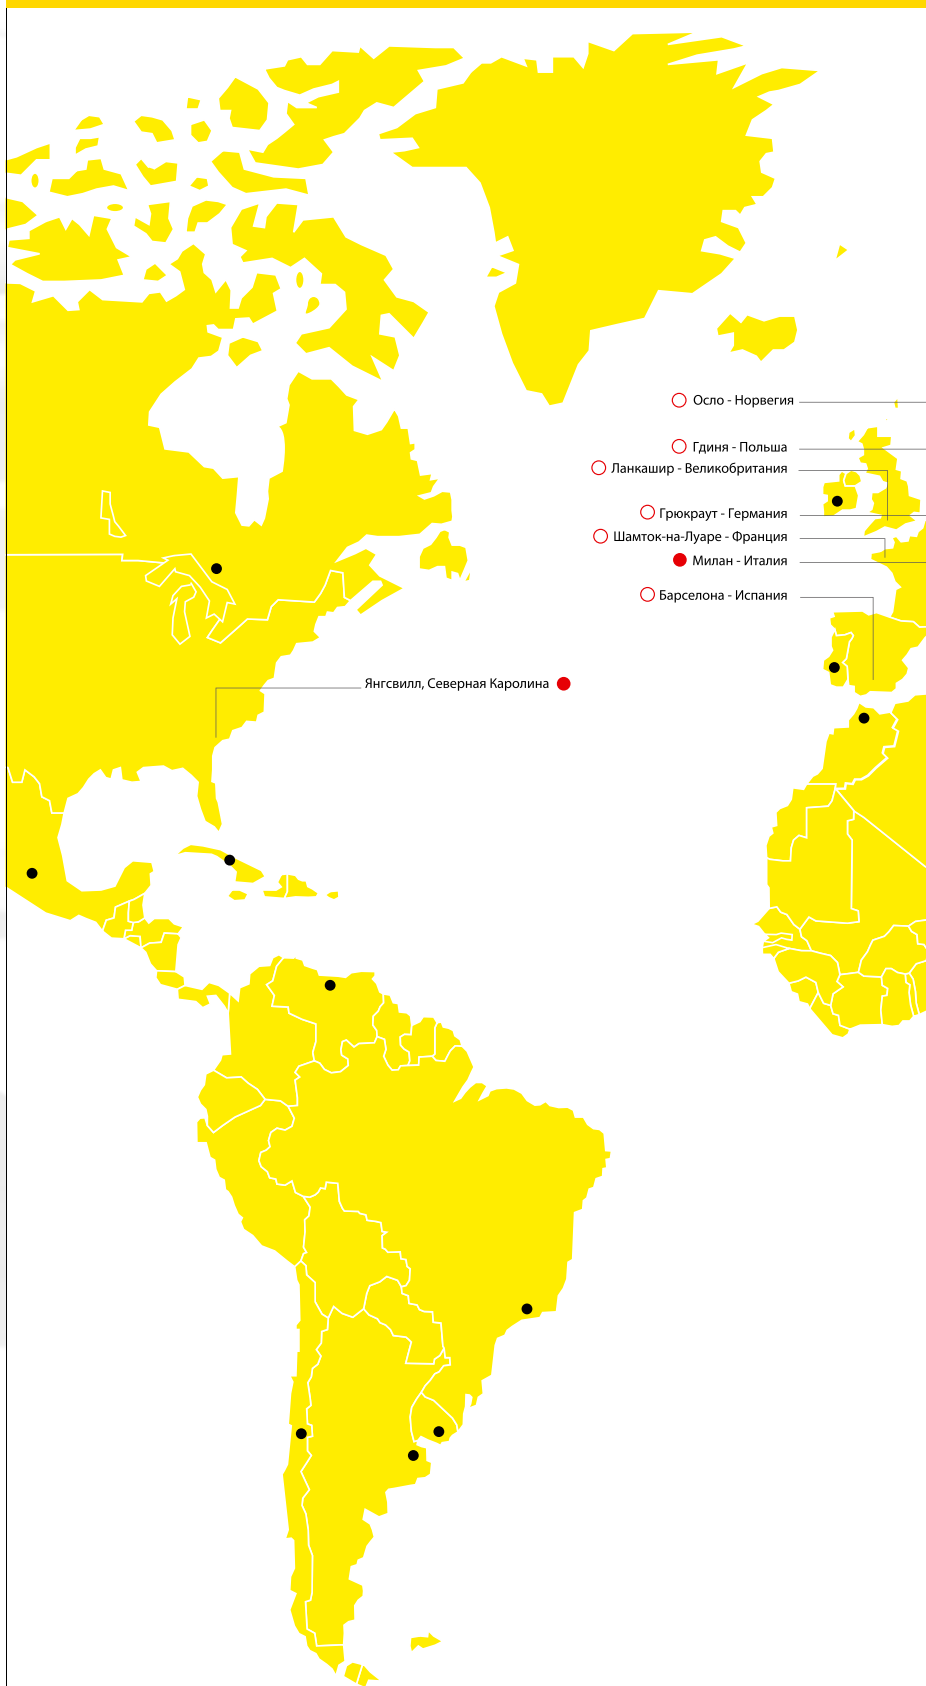 Осло - Норвегия
Гдиня - Польша
Ланкашир - Великобритания
Грюкраут - Германия
Шамток-на-Луаре - Франция
Милан - Италия
Барселона - Испания
Янгсвилл, Северная Каролина